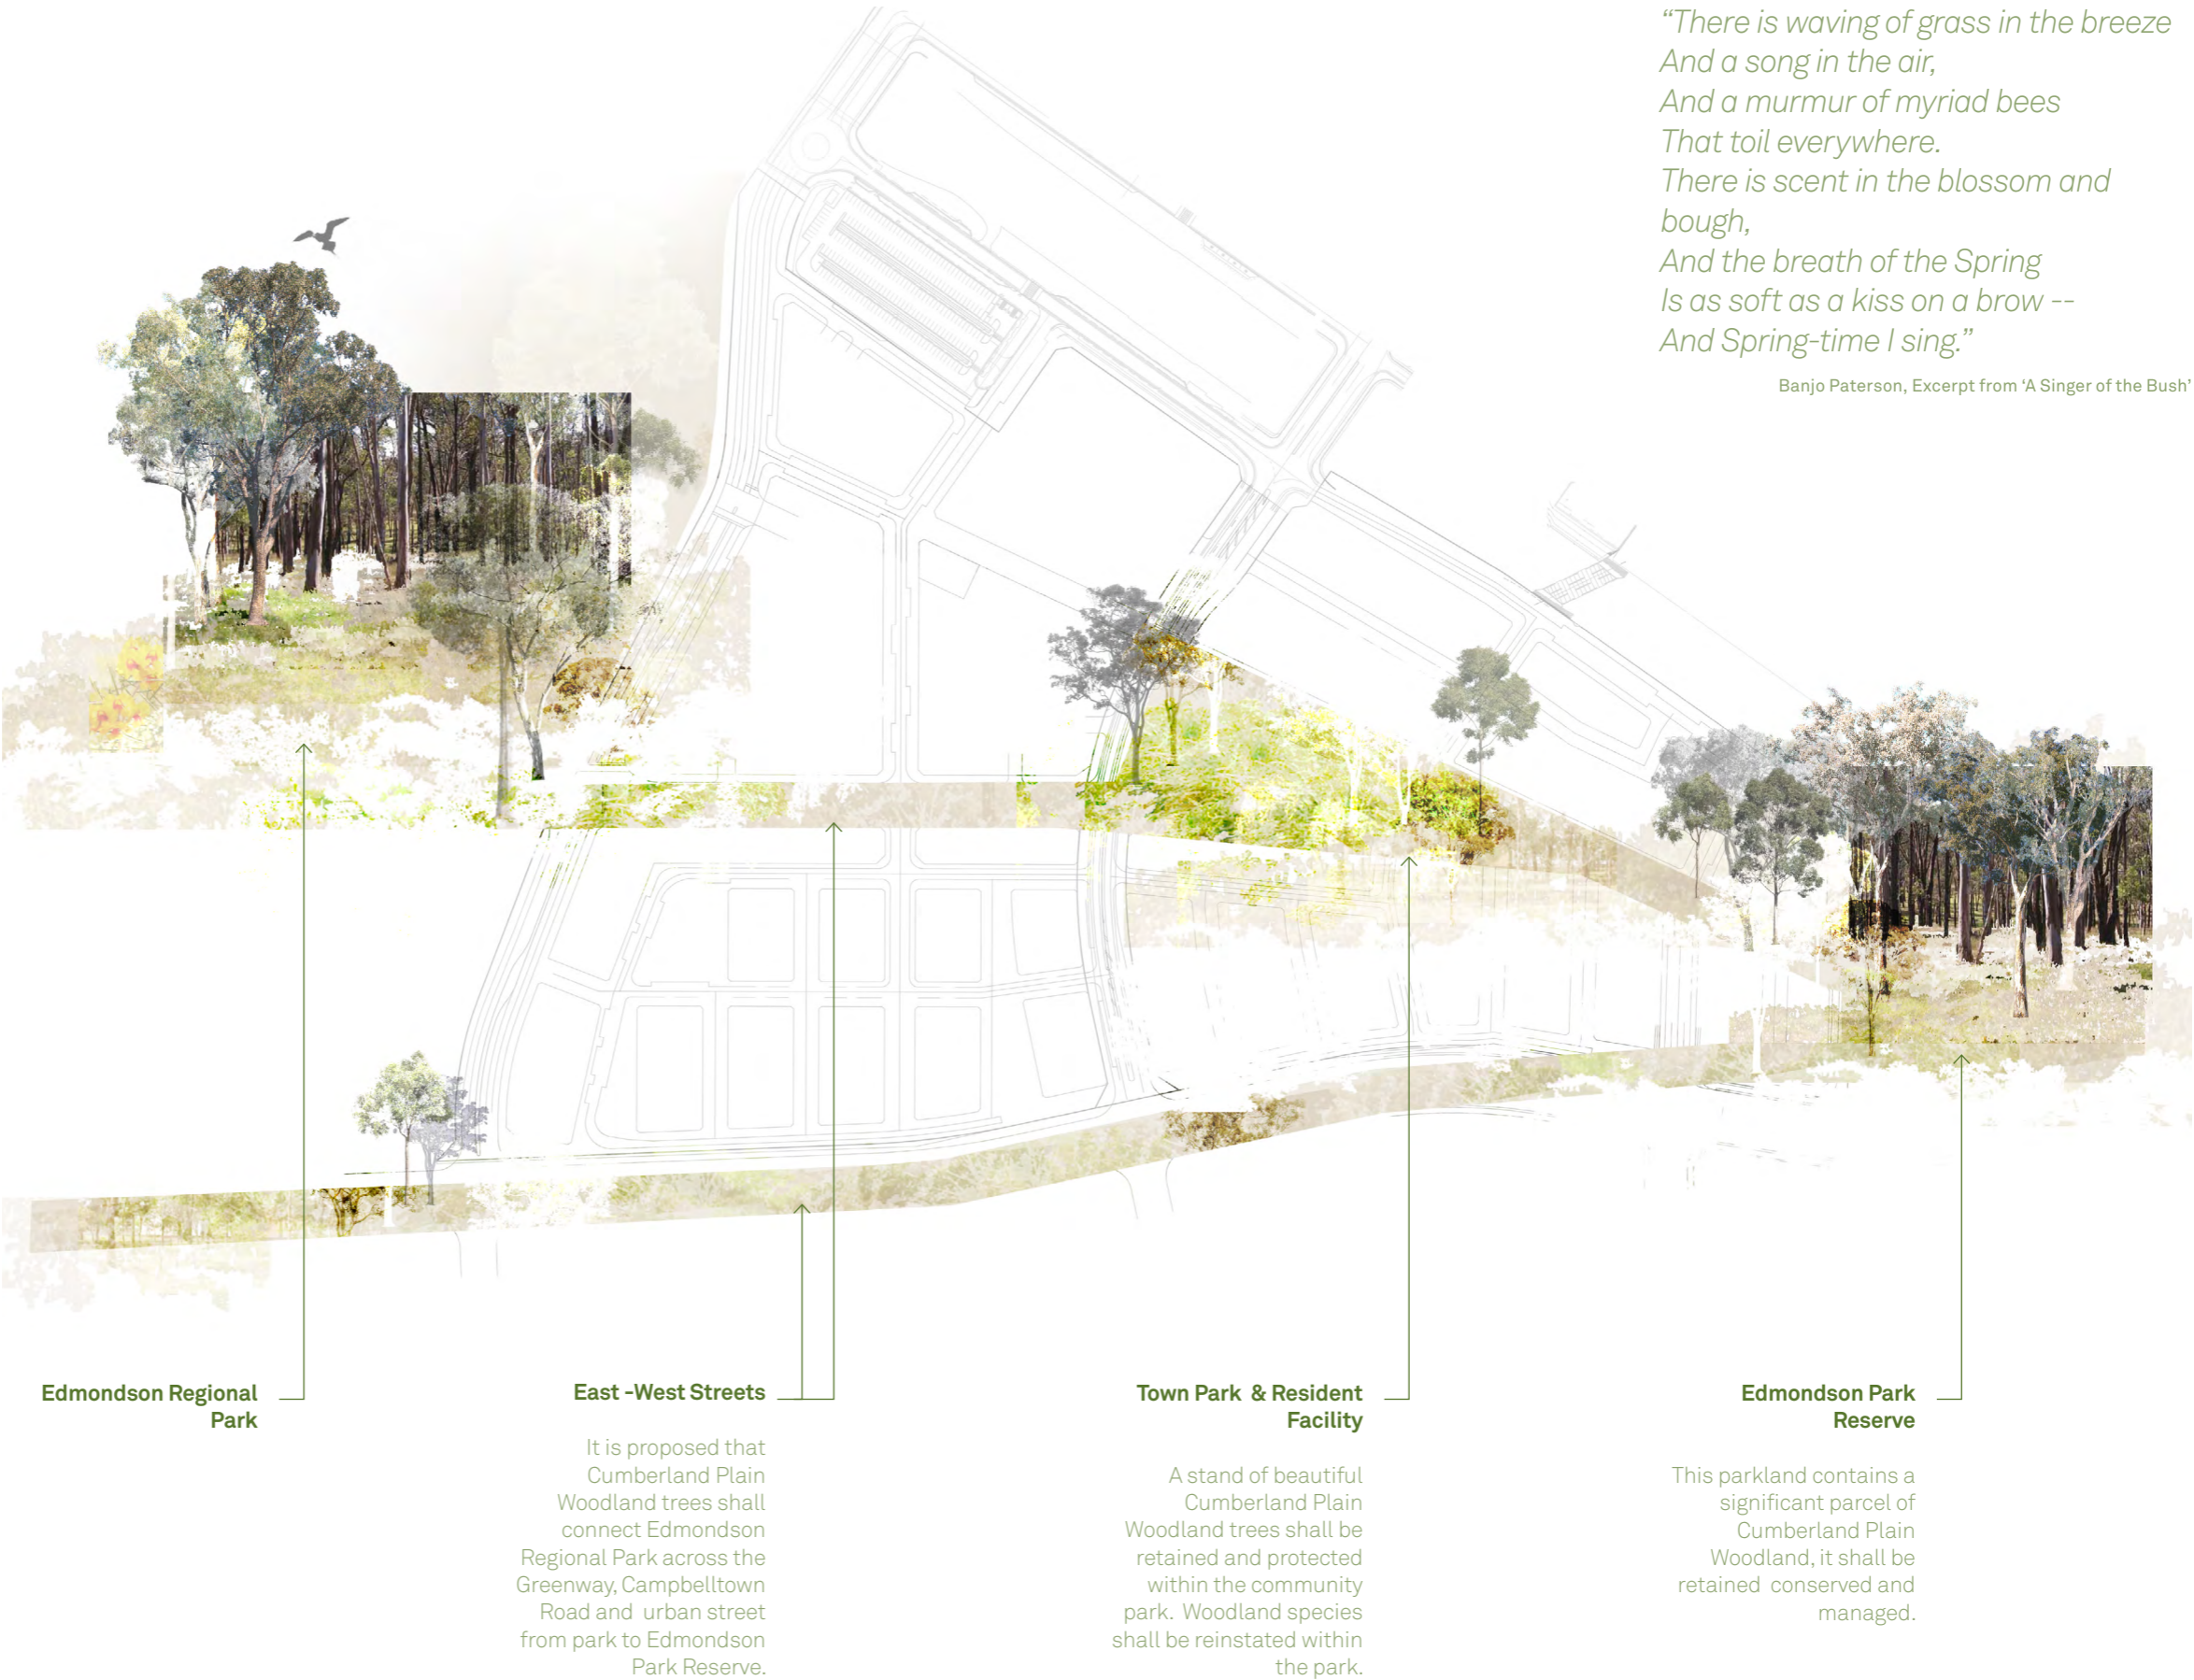 “There is waving of grass in the breeze
And a song in the air,
And a murmur of myriad bees
That toil everywhere.
There is scent in the blossom and
bough,
And the breath of the Spring
Is as soft as a kiss on a brow --
And Spring-time I sing.”
Banjo Paterson, Excerpt from ‘A Singer of the Bush’
Edmondson Regional
Park
East -West Streets
It is proposed that
Cumberland Plain
Woodland trees shall
connect Edmondson
Regional Park across the
Greenway, Campbelltown
Road and urban street
from park to Edmondson
Park Reserve.
Town Park & Resident
Facility
A stand of beautiful
Cumberland Plain
Woodland trees shall be
retained and protected
within the community
park. Woodland species
shall be reinstated within
the park.
Edmondson Park
Reserve
This parkland contains a
significant parcel of
Cumberland Plain
Woodland, it shall be
retained conserved and
managed.